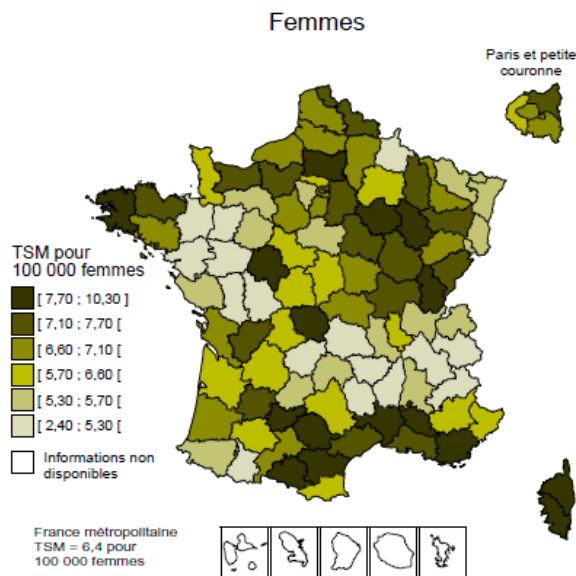 Femmes
Paris et petite
couronne
TSM pour
100 000 femmes
[ 7,70 ; 10,30 ]
[ 7,10 ; 7,70 [
[ 6,60 ; 7,10 [
[ 5,70 ; 6,60 [
[ 5,30 ; 5,70 [
[ 2,40 ; 5,30 [
Informations non
disponibles
France métropolitaine
TSM = 6,4 pour
100 000 femmes